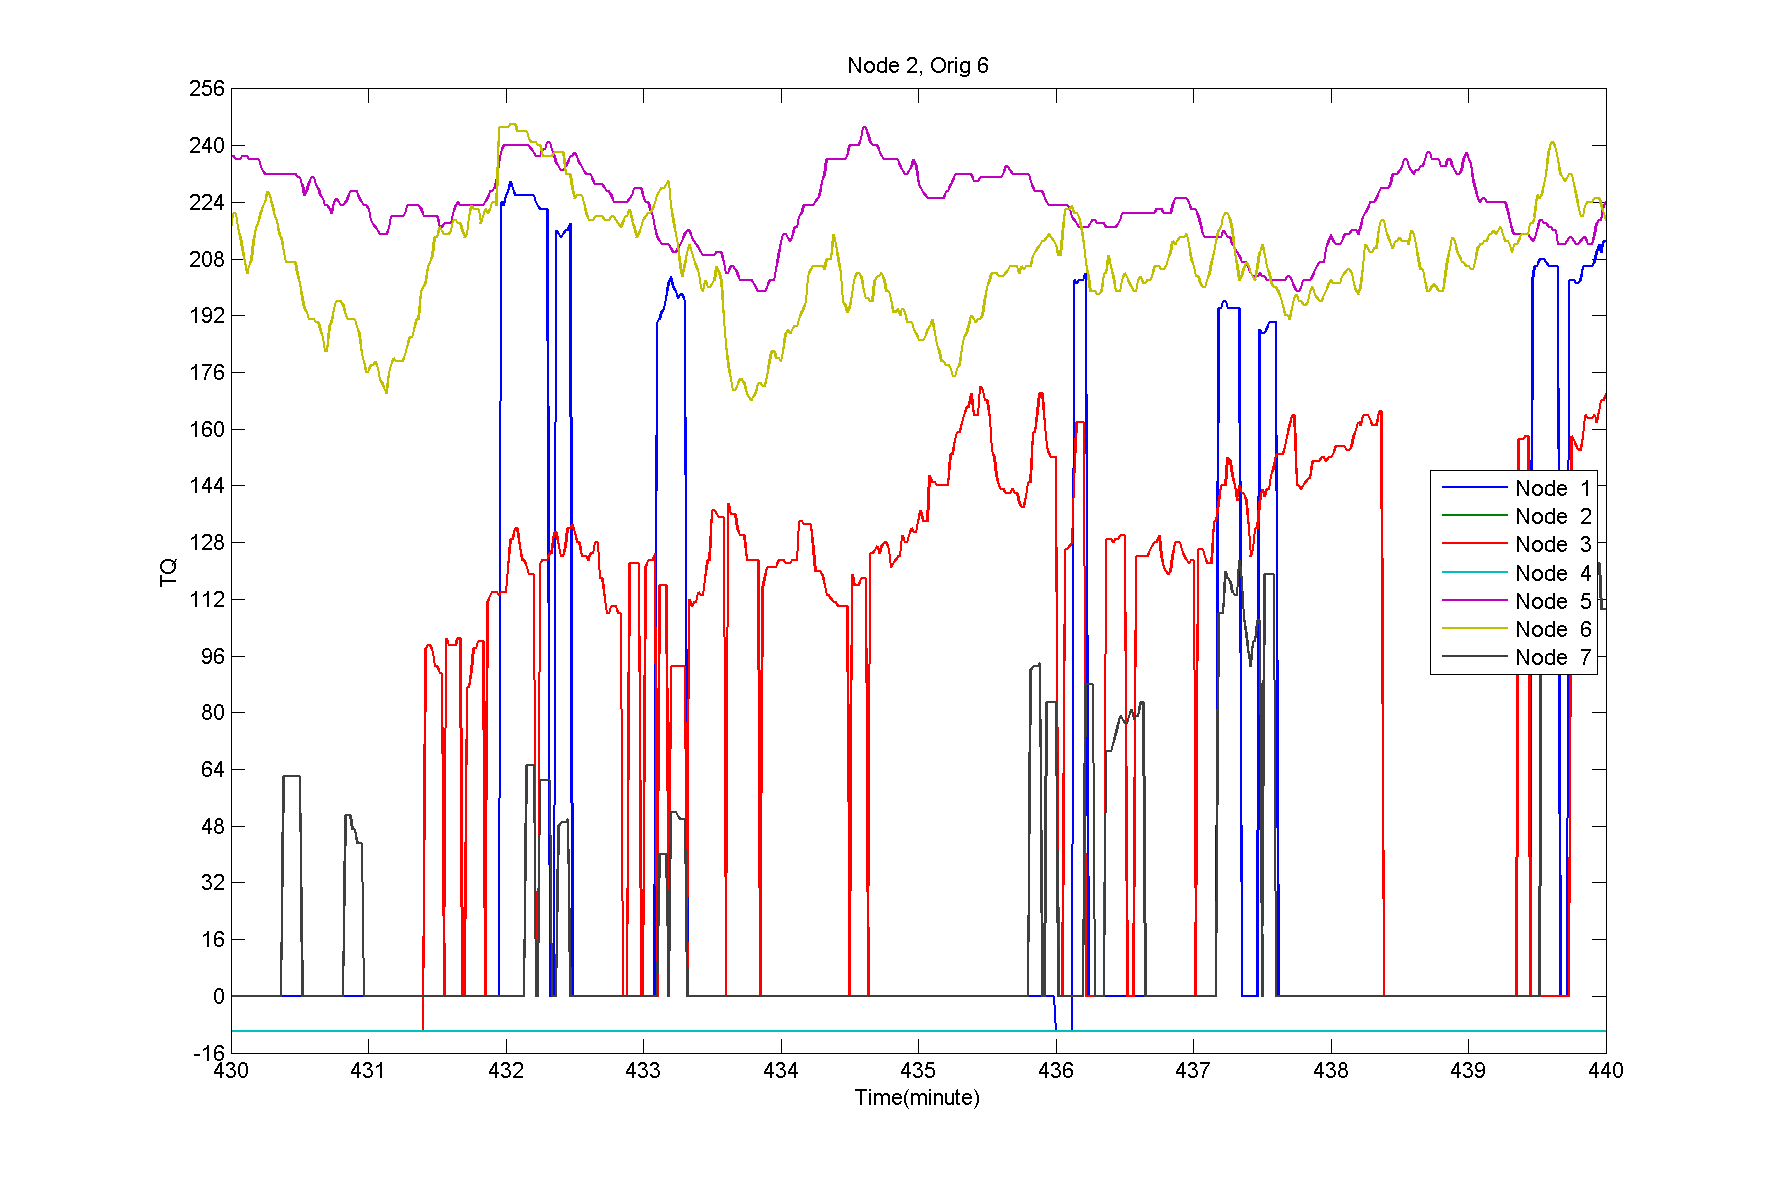 Node 2, Orig 6
256
240
224
208
192
176
160
144
128
112
96
80
64
48
32
16
0
-16
TQ
Node 1
Node 2
Node 3
Node 4
Node 5
Node 6
Node 7
430 431 432 433 434 435 436 437 438 439 440
Time(minute)